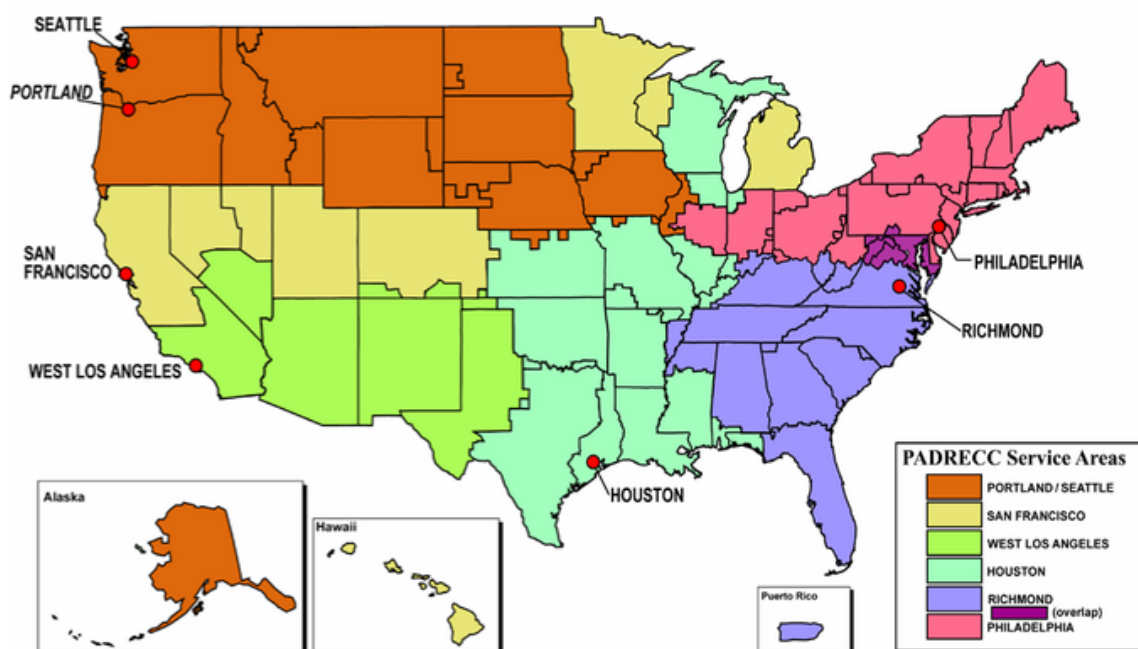 SEATTLE
PORTLAND
SAN
FRANCISCO
WEST LOS ANGELES
HOUSTON
PHILADELPHIA
RICHMOND
Alaska
Hawaii
Puerto Rico
PADRECC Service Areas
PORTLAND / SEATTLE
SAN FRANCISCO
WEST LOS ANGELES
HOUSTON
RICHMOND
(overlap)
PHILADELPHIA